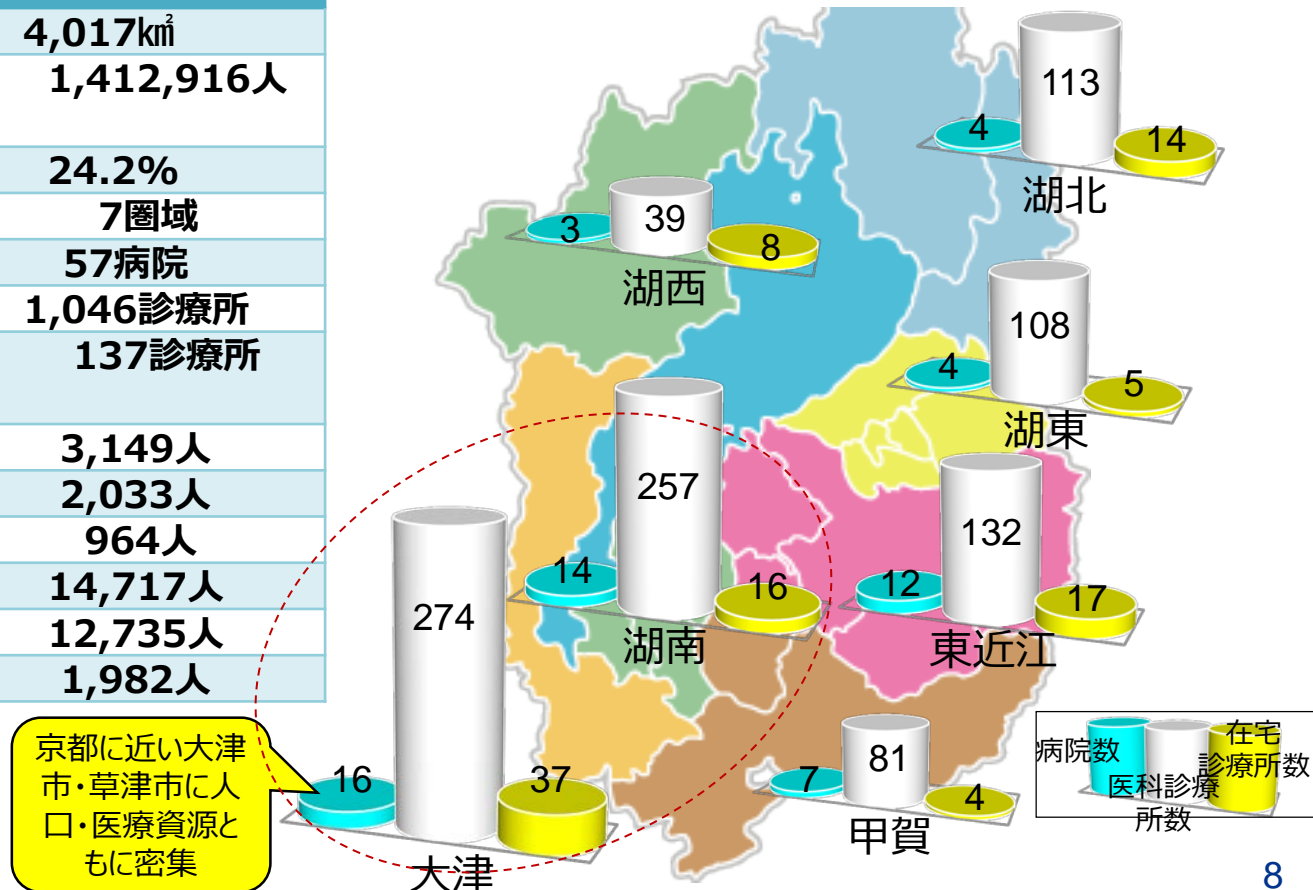 4,017㎢
1,412,916人
24.2%
7圏域
57病院
1,046診療所
137診療所
3,149人
2,033人
964人
14,717人
12,735人
1,982人
4
113
14
湖北
3
39
8
湖西
4
108
5
湖東
14
257
16
湖南
12
132
17
東近江
16
274
37
大津
7
81
4
甲賀
京都に近い大津
市・草津市に人
口・医療資源と
もに密集
病院数
医科診療
所数
在宅
診療所数
8